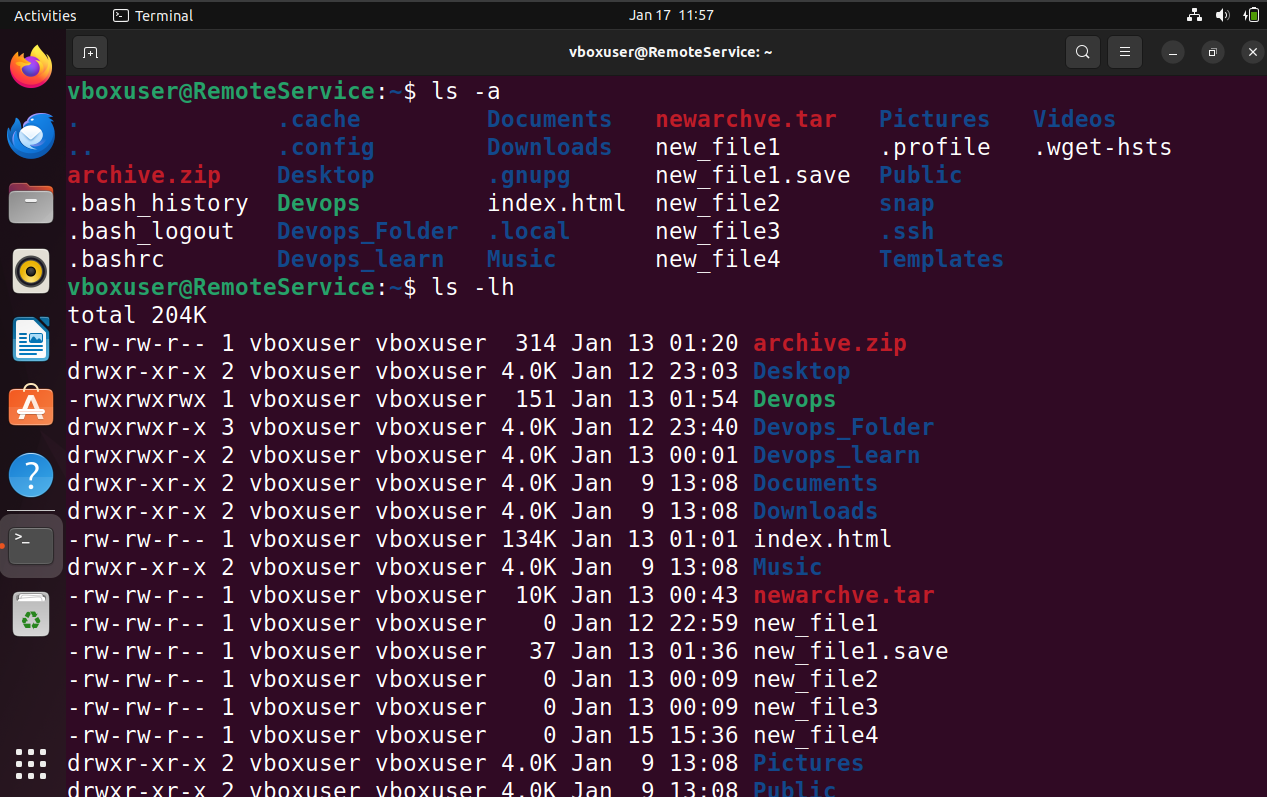 Activities Terminal Jan 17 11:57
vboxuser@RemoteService: ~
vboxuser@RemoteService:~$ ls -a
. .cache Documents newarchve.tar Pictures Videos
.. .config Downloads new_file1 .profile .wget-hsts
archive.zip Desktop .gnupg new_file1.save Public
.bash_history Devops index.html new_file2 snap
.bash_logout Devops_Folder .local new_file3 .ssh
.bashrc Devops_learn Music new_file4 Templates
vboxuser@RemoteService:~$ ls -lh
total 204K
-rw-rw-r-- 1 vboxuser vboxuser 314 Jan 13 01:20 archive.zip
drwxr-xr-x 2 vboxuser vboxuser 4.0K Jan 12 23:03 Desktop
-rwxrwxrwx 1 vboxuser vboxuser 151 Jan 13 01:54 Devops
drwxrwxr-x 3 vboxuser vboxuser 4.0K Jan 12 23:40 Devops_Folder
drwxrwxr-x 2 vboxuser vboxuser 4.0K Jan 13 00:01 Devops_learn
drwxr-xr-x 2 vboxuser vboxuser 4.0K Jan 9 13:08 Documents
drwxr-xr-x 2 vboxuser vboxuser 4.0K Jan 9 13:08 Downloads
-rw-rw-r-- 1 vboxuser vboxuser 134K Jan 13 01:01 index.html
drwxr-xr-x 2 vboxuser vboxuser 4.0K Jan 9 13:08 Music
-rw-rw-r-- 1 vboxuser vboxuser 10K Jan 13 00:43 newarchve.tar
-rw-rw-r-- 1 vboxuser vboxuser 0 Jan 12 22:59 new_file1
-rw-rw-r-- 1 vboxuser vboxuser 37 Jan 13 01:36 new_file1.save
-rw-rw-r-- 1 vboxuser vboxuser 0 Jan 13 00:09 new_file2
-rw-rw-r-- 1 vboxuser vboxuser 0 Jan 13 00:09 new_file3
-rw-rw-r-- 1 vboxuser vboxuser 0 Jan 15 15:36 new_file4
drwxr-xr-x 2 vboxuser vboxuser 4.0K Jan 9 13:08 Pictures
drwxr-xr-x 2 vboxuser vboxuser 4.0K Jan 9 13:08 Public